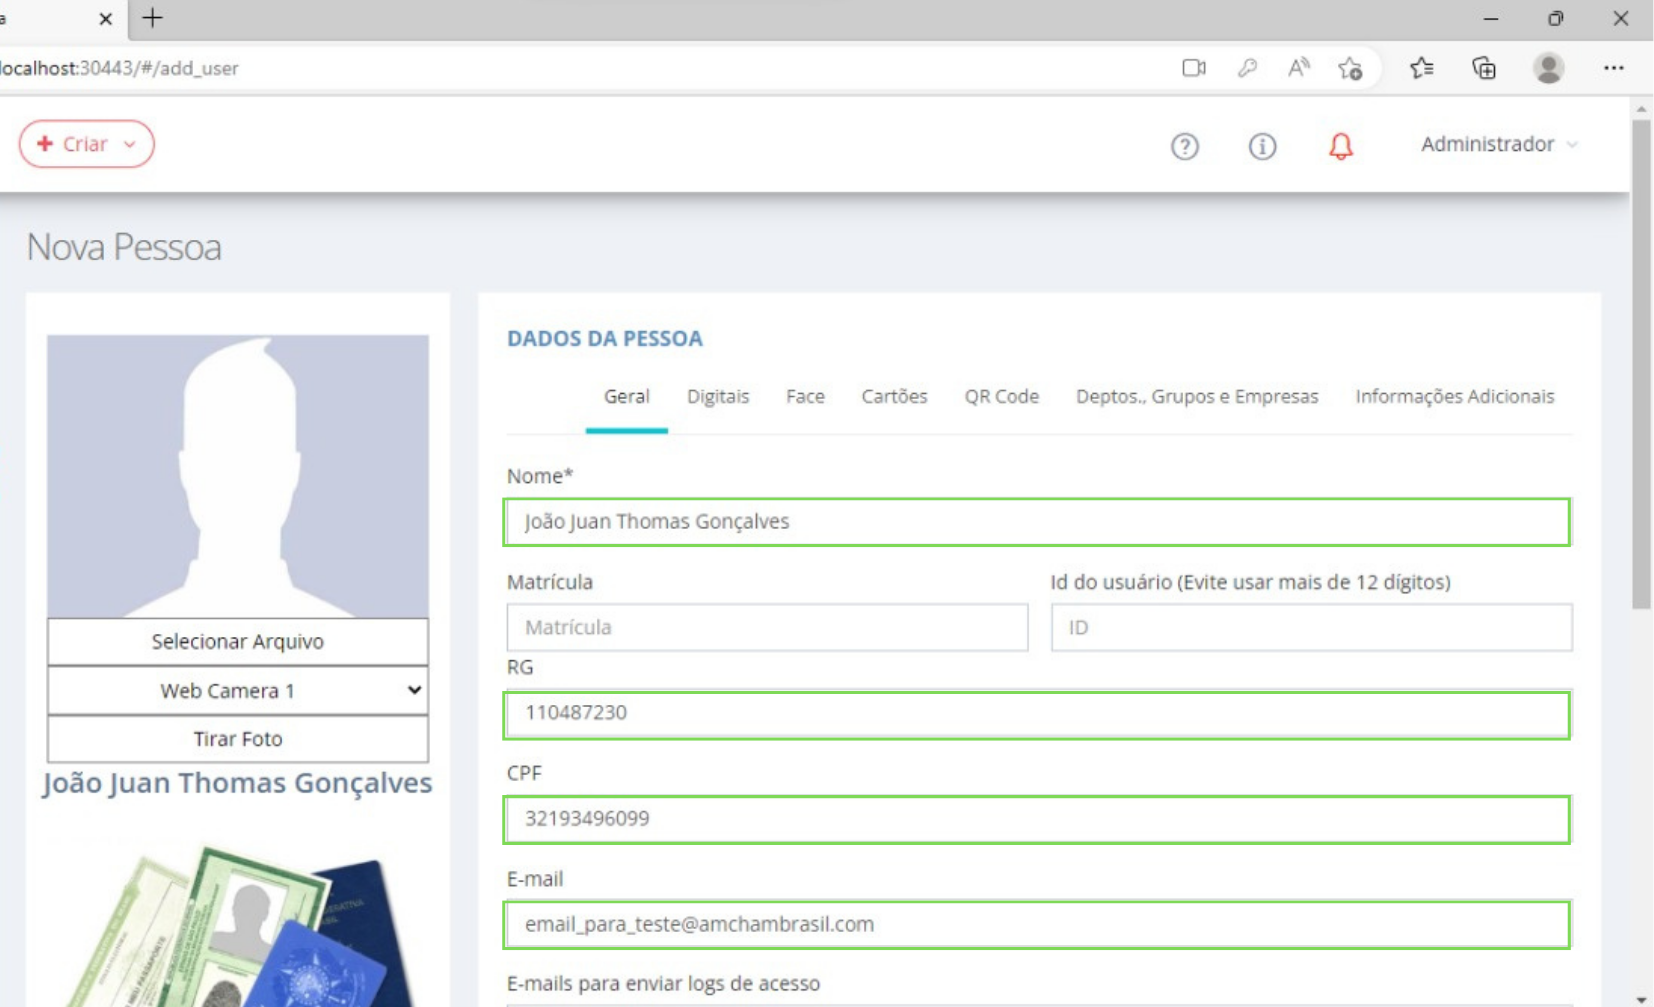 a
localhost:30443/#/add_user
Criar
Administrador
Nova Pessoa
Selecionar Arquivo
Web Camera 1
Tirar Foto
João Juan Thomas Gonçalves
DADOS DA PESSOA
Geral Digitais Face Cartões QR Code Deptos., Grupos e Empresas Informações Adicionais
Nome*
João Juan Thomas Gonçalves
Matrícula Id do usuário (Evite usar mais de 12 dígitos)
Matrícula ID
RG
110487230
CPF
32193496099
E-mail
email_para_teste@amchambrasil.com
E-mails para enviar logs de acesso